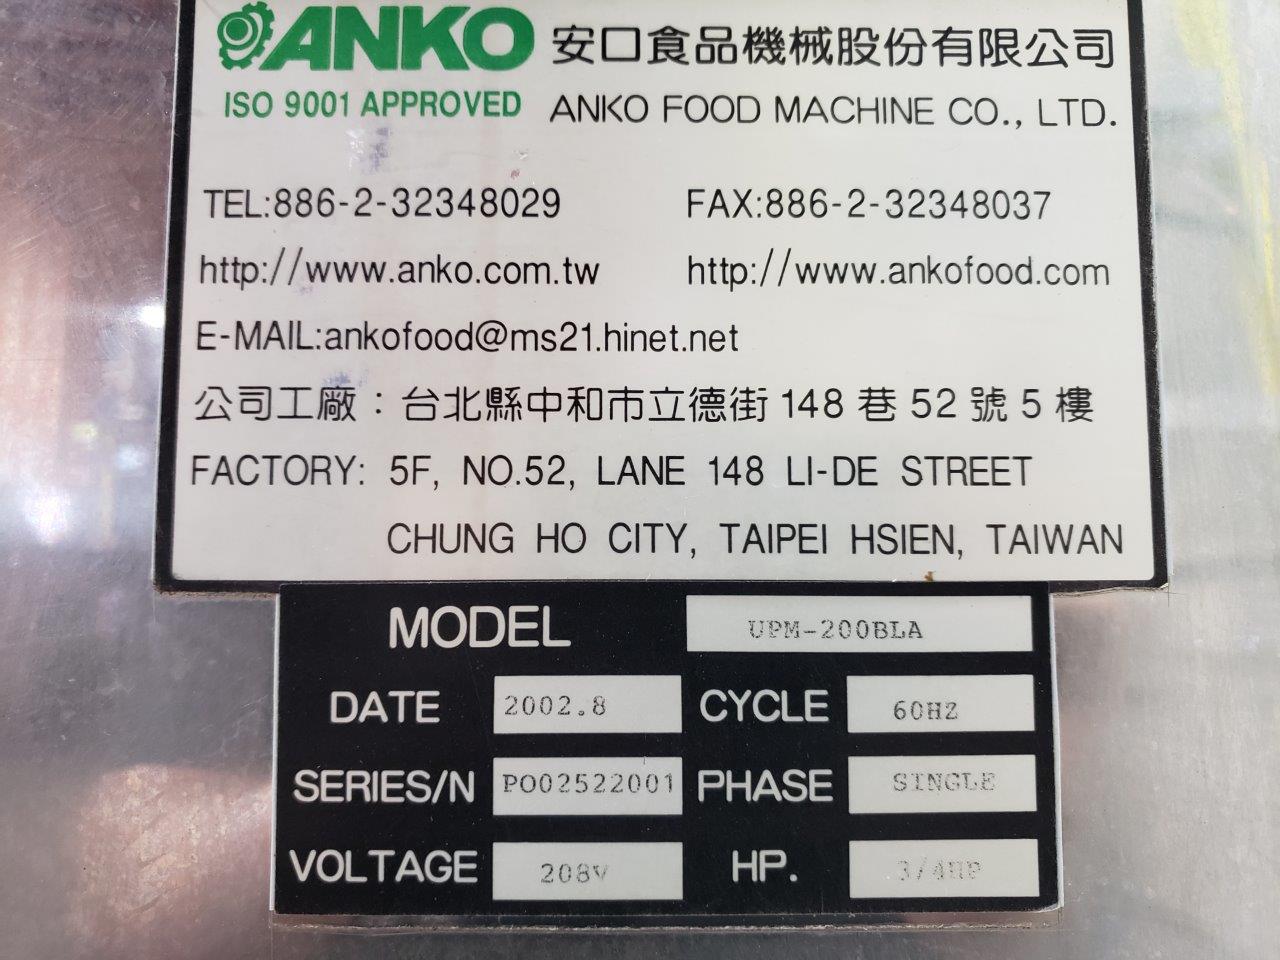 ANKO 安口食品機械股份有限公司
ISO 9001 APPROVED ANKO FOOD MACHINE CO., LTD.
TEL:886-2-32348029 FAX:886-2-32348037
http://www.anko.com.tw http://www.ankofood.com
E-MAIL:ankofood@ms21.hinet.net
公司工廠：台北縣中和市立德街 148 巷 52 號 5 樓
FACTORY: 5F, NO.52, LANE 148 LI-DE STREET
CHUNG HO CITY, TAIPEI HSIEN, TAIWAN
MODEL UPM-200BLA
DATE 2002.8 CYCLE 60HZ
SERIES/N PO02522001 PHASE SINGLE
VOLTAGE 208V HP. 3/4HP